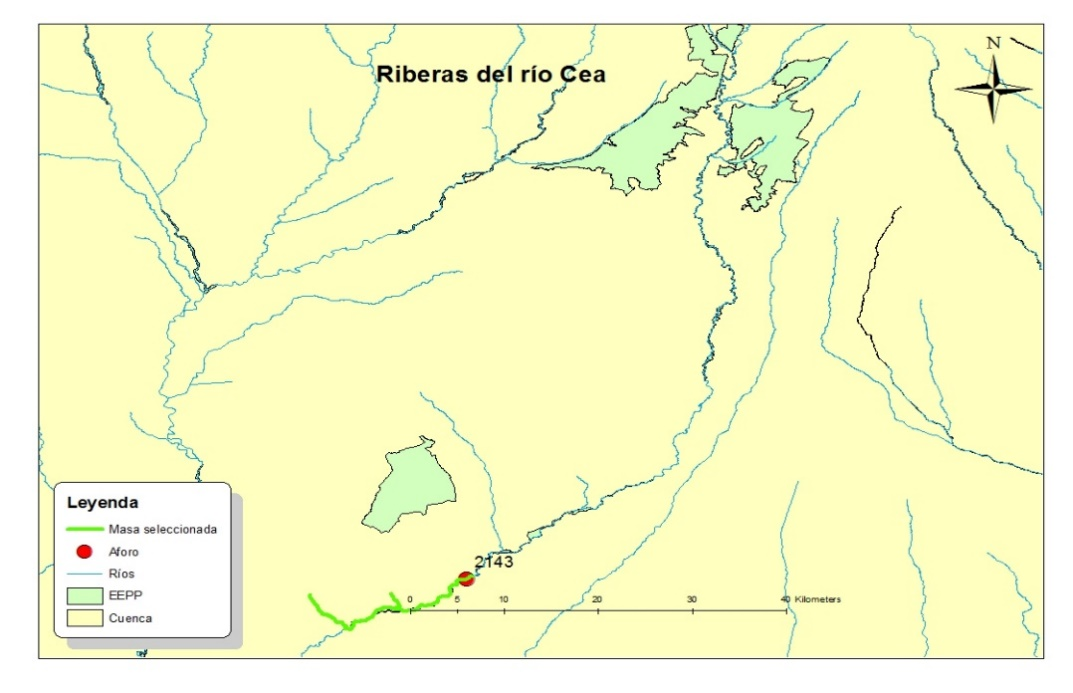 N
Riberas del río Cea
Leyenda
Masa seleccionada
Aforo
Ríos
EEPP
Cuenca
2143
0 5 10 20 30 40 Kilometers